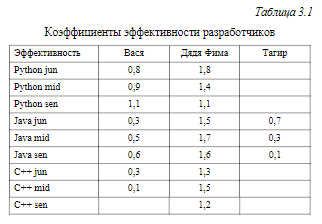 Таблица 3.1
Коэффициенты эффективности разработчиков
Эффективность Вася Дядя Фима Тагир
Python jun 0,8 1,8
Python mid 0,9 1,4
Python sen 1,1 1,1
Java jun 0,3 1,5 0,7
Java mid 0,5 1,7 0,3
Java sen 0,6 1,6 0,1
C++ jun 0,3 1,3
C++ mid 0,1 1,5
C++ sen 1,2